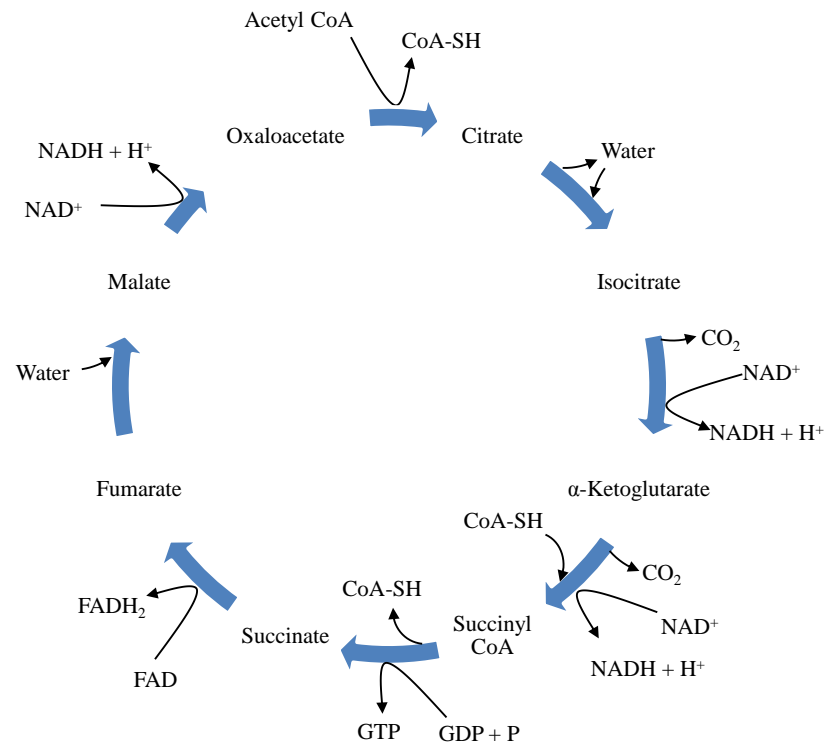 Acetyl CoA
CoA-SH
Oxaloacetate
Citrate
NADH + H⁺
Water
NAD⁺
Malate
Isocitrate
CO₂
Water
NAD⁺
NADH + H⁺
Fumarate
α-Ketoglutarate
CoA-SH
CO₂
CoA-SH
FADH₂
Succinyl
CoA
NAD⁺
Succinate
NADH + H⁺
FAD
GTP
GDP + P